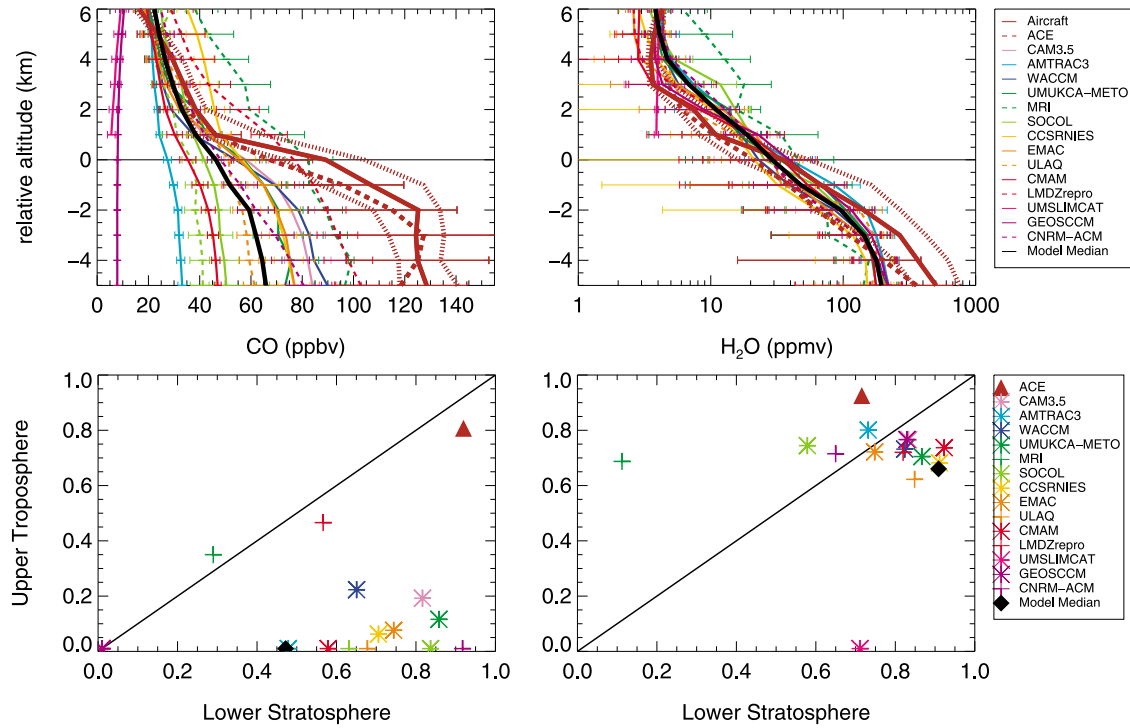 6
4
2
0
−2
−4
relative altitude (km)
0 20 40 60 80 100 120 140
CO (ppbv)
6
4
2
0
−2
−4
1 10 100 1000
H2O (ppmv)
Aircraft
ACE
CAM3.5
AMTRAC3
WACCM
UMUKCA−METO
MRI
SOCOL
CCSRNIES
EMAC
ULAQ
CMAM
LMDZrepro
UMSLIMCAT
GEOSCCM
CNRM−ACM
Model Median
1.0
0.8
0.6
0.4
0.2
0.0
Upper Troposphere
0.0 0.2 0.4 0.6 0.8 1.0
Lower Stratosphere
1.0
0.8
0.6
0.4
0.2
0.0
0.0 0.2 0.4 0.6 0.8 1.0
Lower Stratosphere
ACE
CAM3.5
AMTRAC3
WACCM
UMUKCA−METO
MRI
SOCOL
CCSRNIES
EMAC
ULAQ
CMAM
LMDZrepro
UMSLIMCAT
GEOSCCM
CNRM−ACM
Model Median